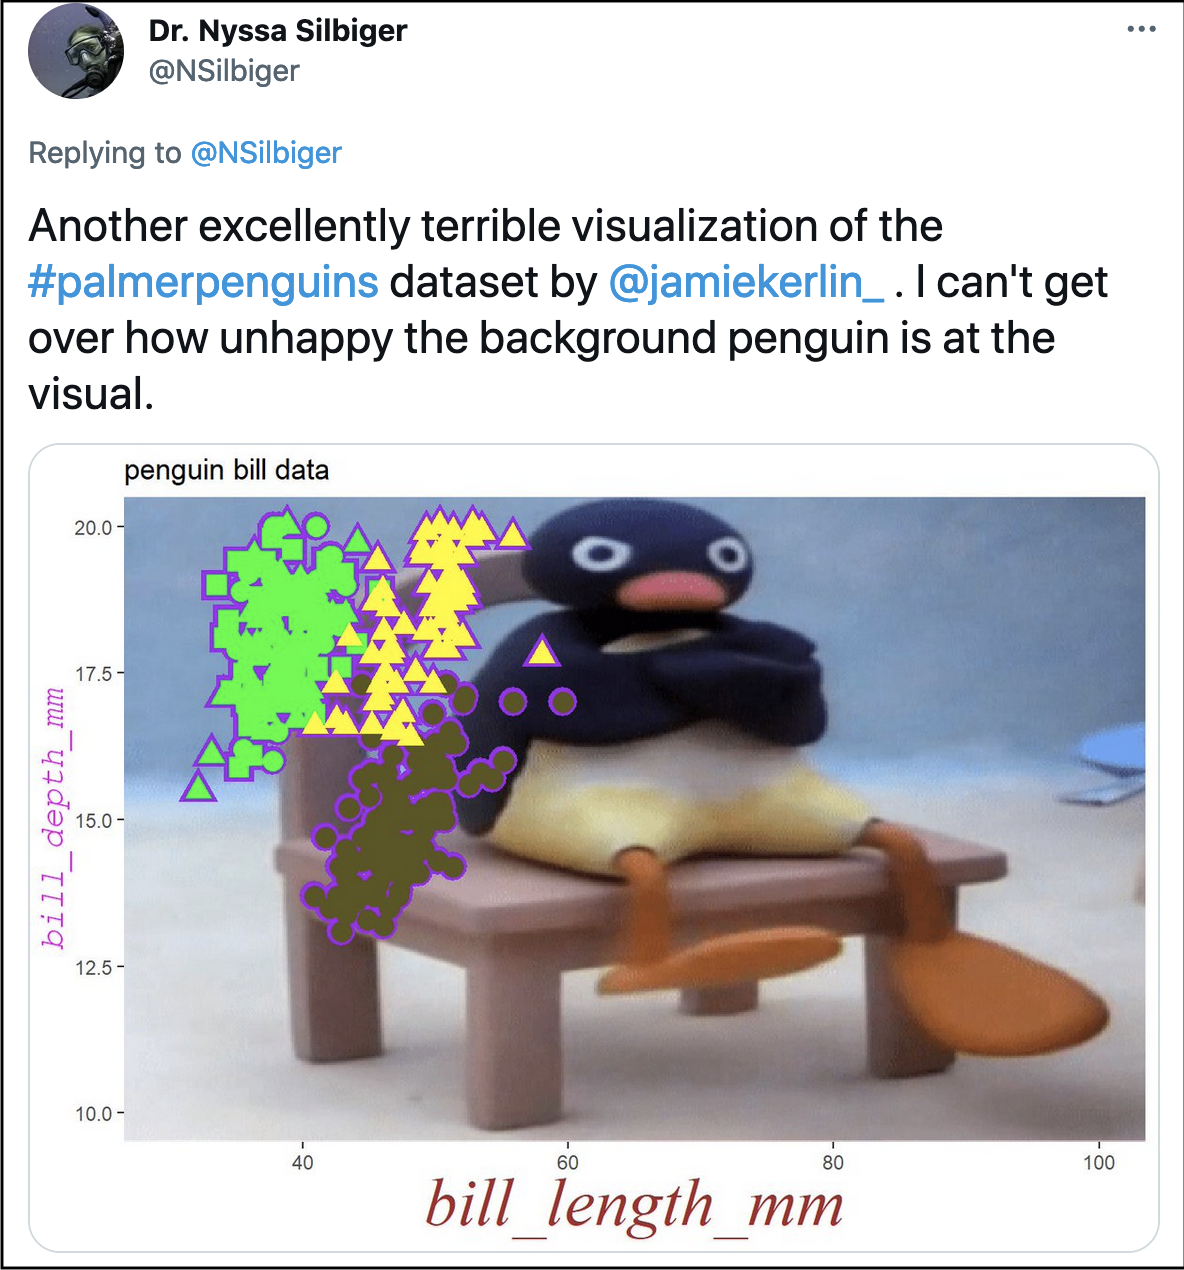 Dr. Nyssa Silbiger
@NSilbiger
Replying to @NSilbiger
Another excellently terrible visualization of the
#palmerpenguins dataset by @jamiekerlin_ . I can't get
over how unhappy the background penguin is at the
visual.
penguin bill data
20.0
17.5
15.0
12.5
10.0
bill_depth_mm
40 60 80 100
bill_length_mm